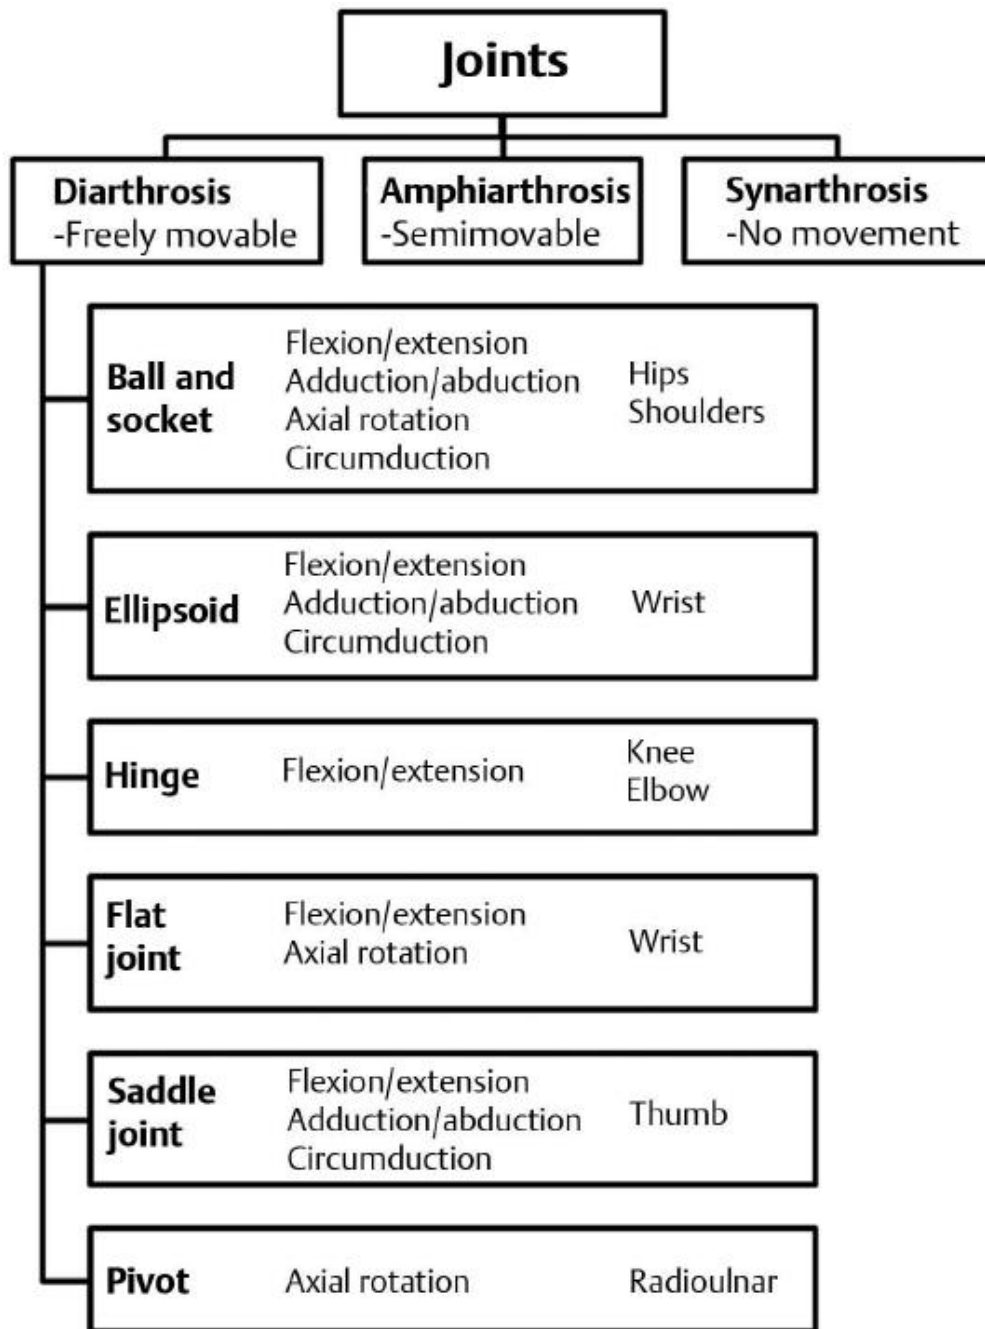 Joints
Diarthrosis
-Freely movable
Amphiarthrosis
-Semimovable
Synarthrosis
-No movement
Ball and
socket
Flexion/extension
Adduction/abduction
Axial rotation
Circumduction
Hips
Shoulders
Ellipsoid
Flexion/extension
Adduction/abduction
Circumduction
Wrist
Hinge
Flexion/extension
Knee
Elbow
Flat
joint
Flexion/extension
Axial rotation
Wrist
Saddle
joint
Flexion/extension
Adduction/abduction
Circumduction
Thumb
Pivot
Axial rotation
Radioulnar